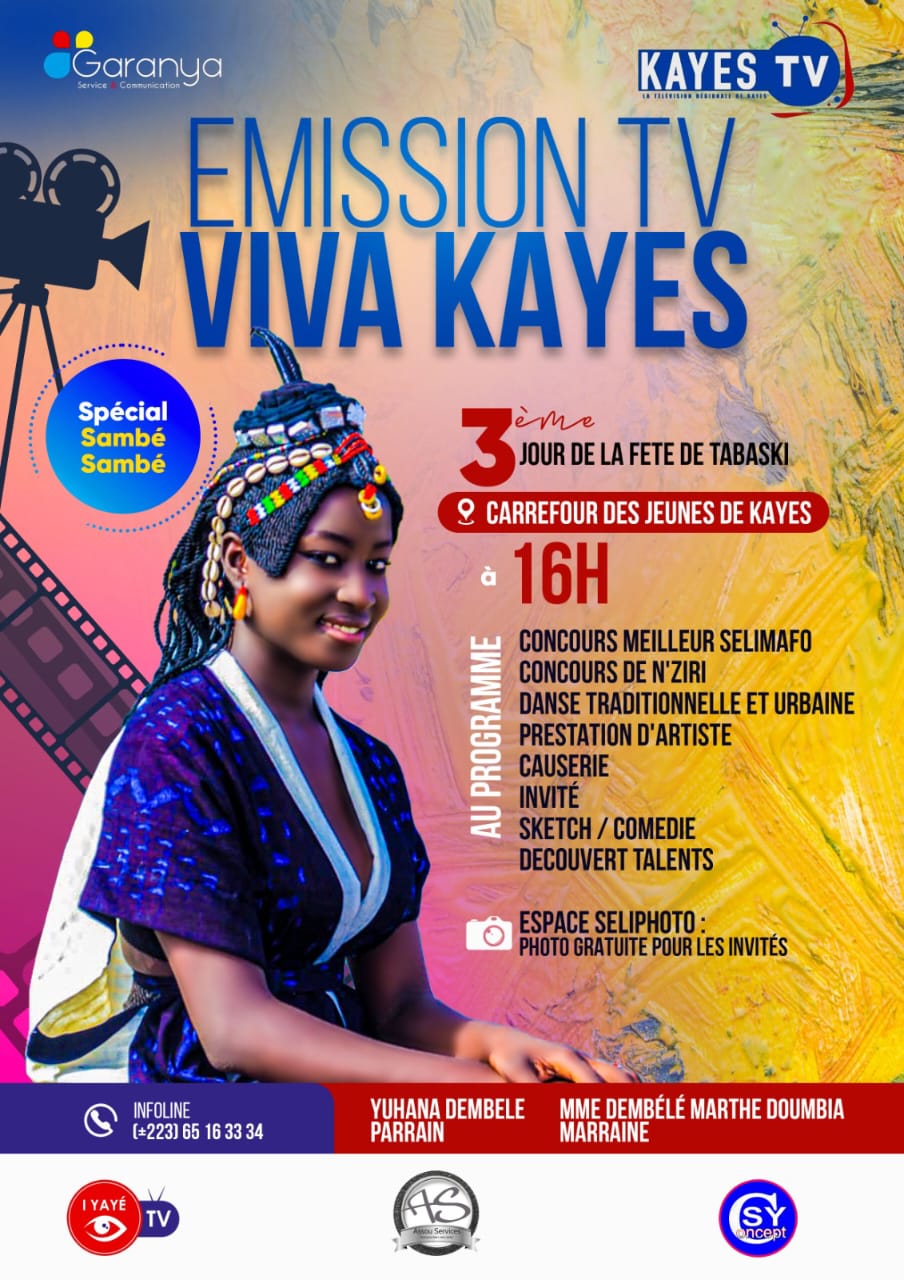 Garanya
Service & Communication
KAYES TV
LA TÉLÉVISION RÉGIONALE DE KAYES
EMISSION TV
VIVA KAYES
Spécial
Sambé
Sambé
3ème
JOUR DE LA FETE DE TABASKI
CARREFOUR DES JEUNES DE KAYES
à 16H
AU PROGRAMME
CONCOURS MEILLEUR SELIMAFO
CONCOURS DE N'ZIRI
DANSE TRADITIONNELLE ET URBAINE
PRESTATION D'ARTISTE
CAUSERIE
INVITÉ
SKETCH / COMEDIE
DECOUVERT TALENTS
ESPACE SELIPHOTO :
PHOTO GRATUITE POUR LES INVITÉS
INFOLINE
(±223) 65 16 33 34
YUHANA DEMBELE
PARRAIN
MME DEMBÉLÉ MARTHE DOUMBIA
MARRAINE
I YAYÉ
TV
AS
Assou Services
SY
Concept